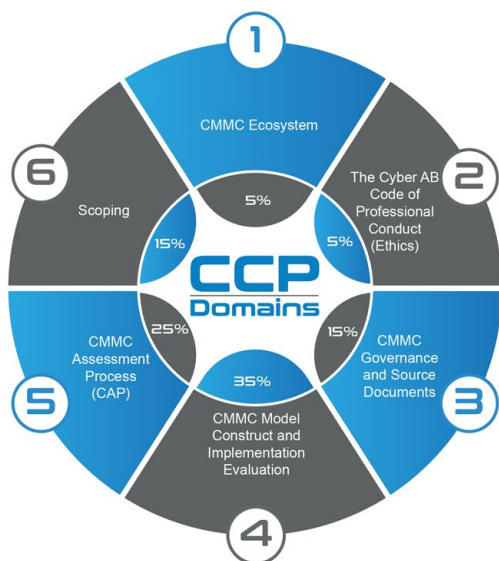 1
CMMC Ecosystem
5%
2
The Cyber AB
Code of
Professional
Conduct
(Ethics)
5%
3
CMMC
Governance
and Source
Documents
15%
4
CMMC Model
Construct and
Implementation
Evaluation
35%
5
CMMC
Assessment
Process
(CAP)
25%
6
Scoping
15%
CCP
Domains